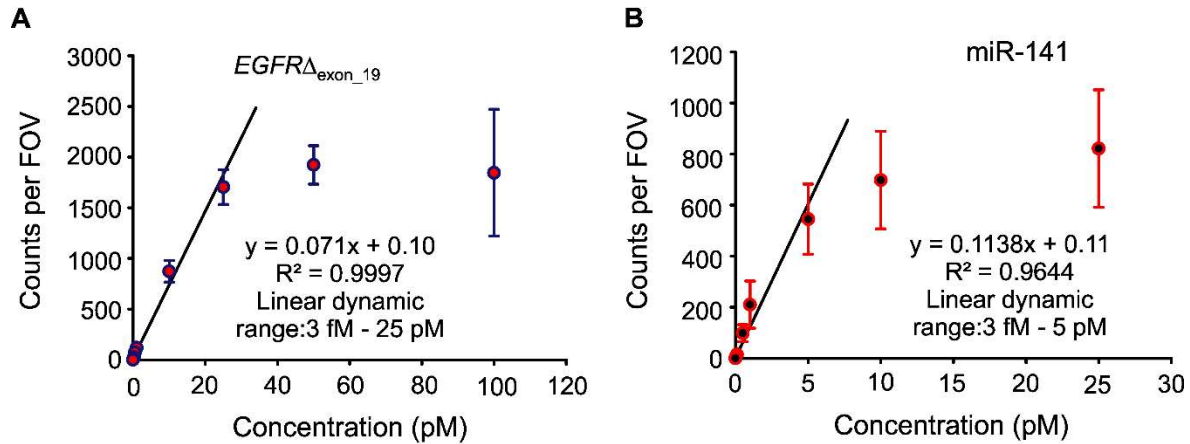 A
EGFRΔexon_19
3000
2500
2000
1500
1000
500
0
Counts per FOV
y = 0.071x + 0.10
R² = 0.9997
Linear dynamic
range:3 fM - 25 pM
0 20 40 60 80 100 120
Concentration (pM)
B
miR-141
1200
1000
800
600
400
200
0
Counts per FOV
y = 0.1138x + 0.11
R² = 0.9644
Linear dynamic
range:3 fM - 5 pM
0 5 10 15 20 25 30
Concentration (pM)